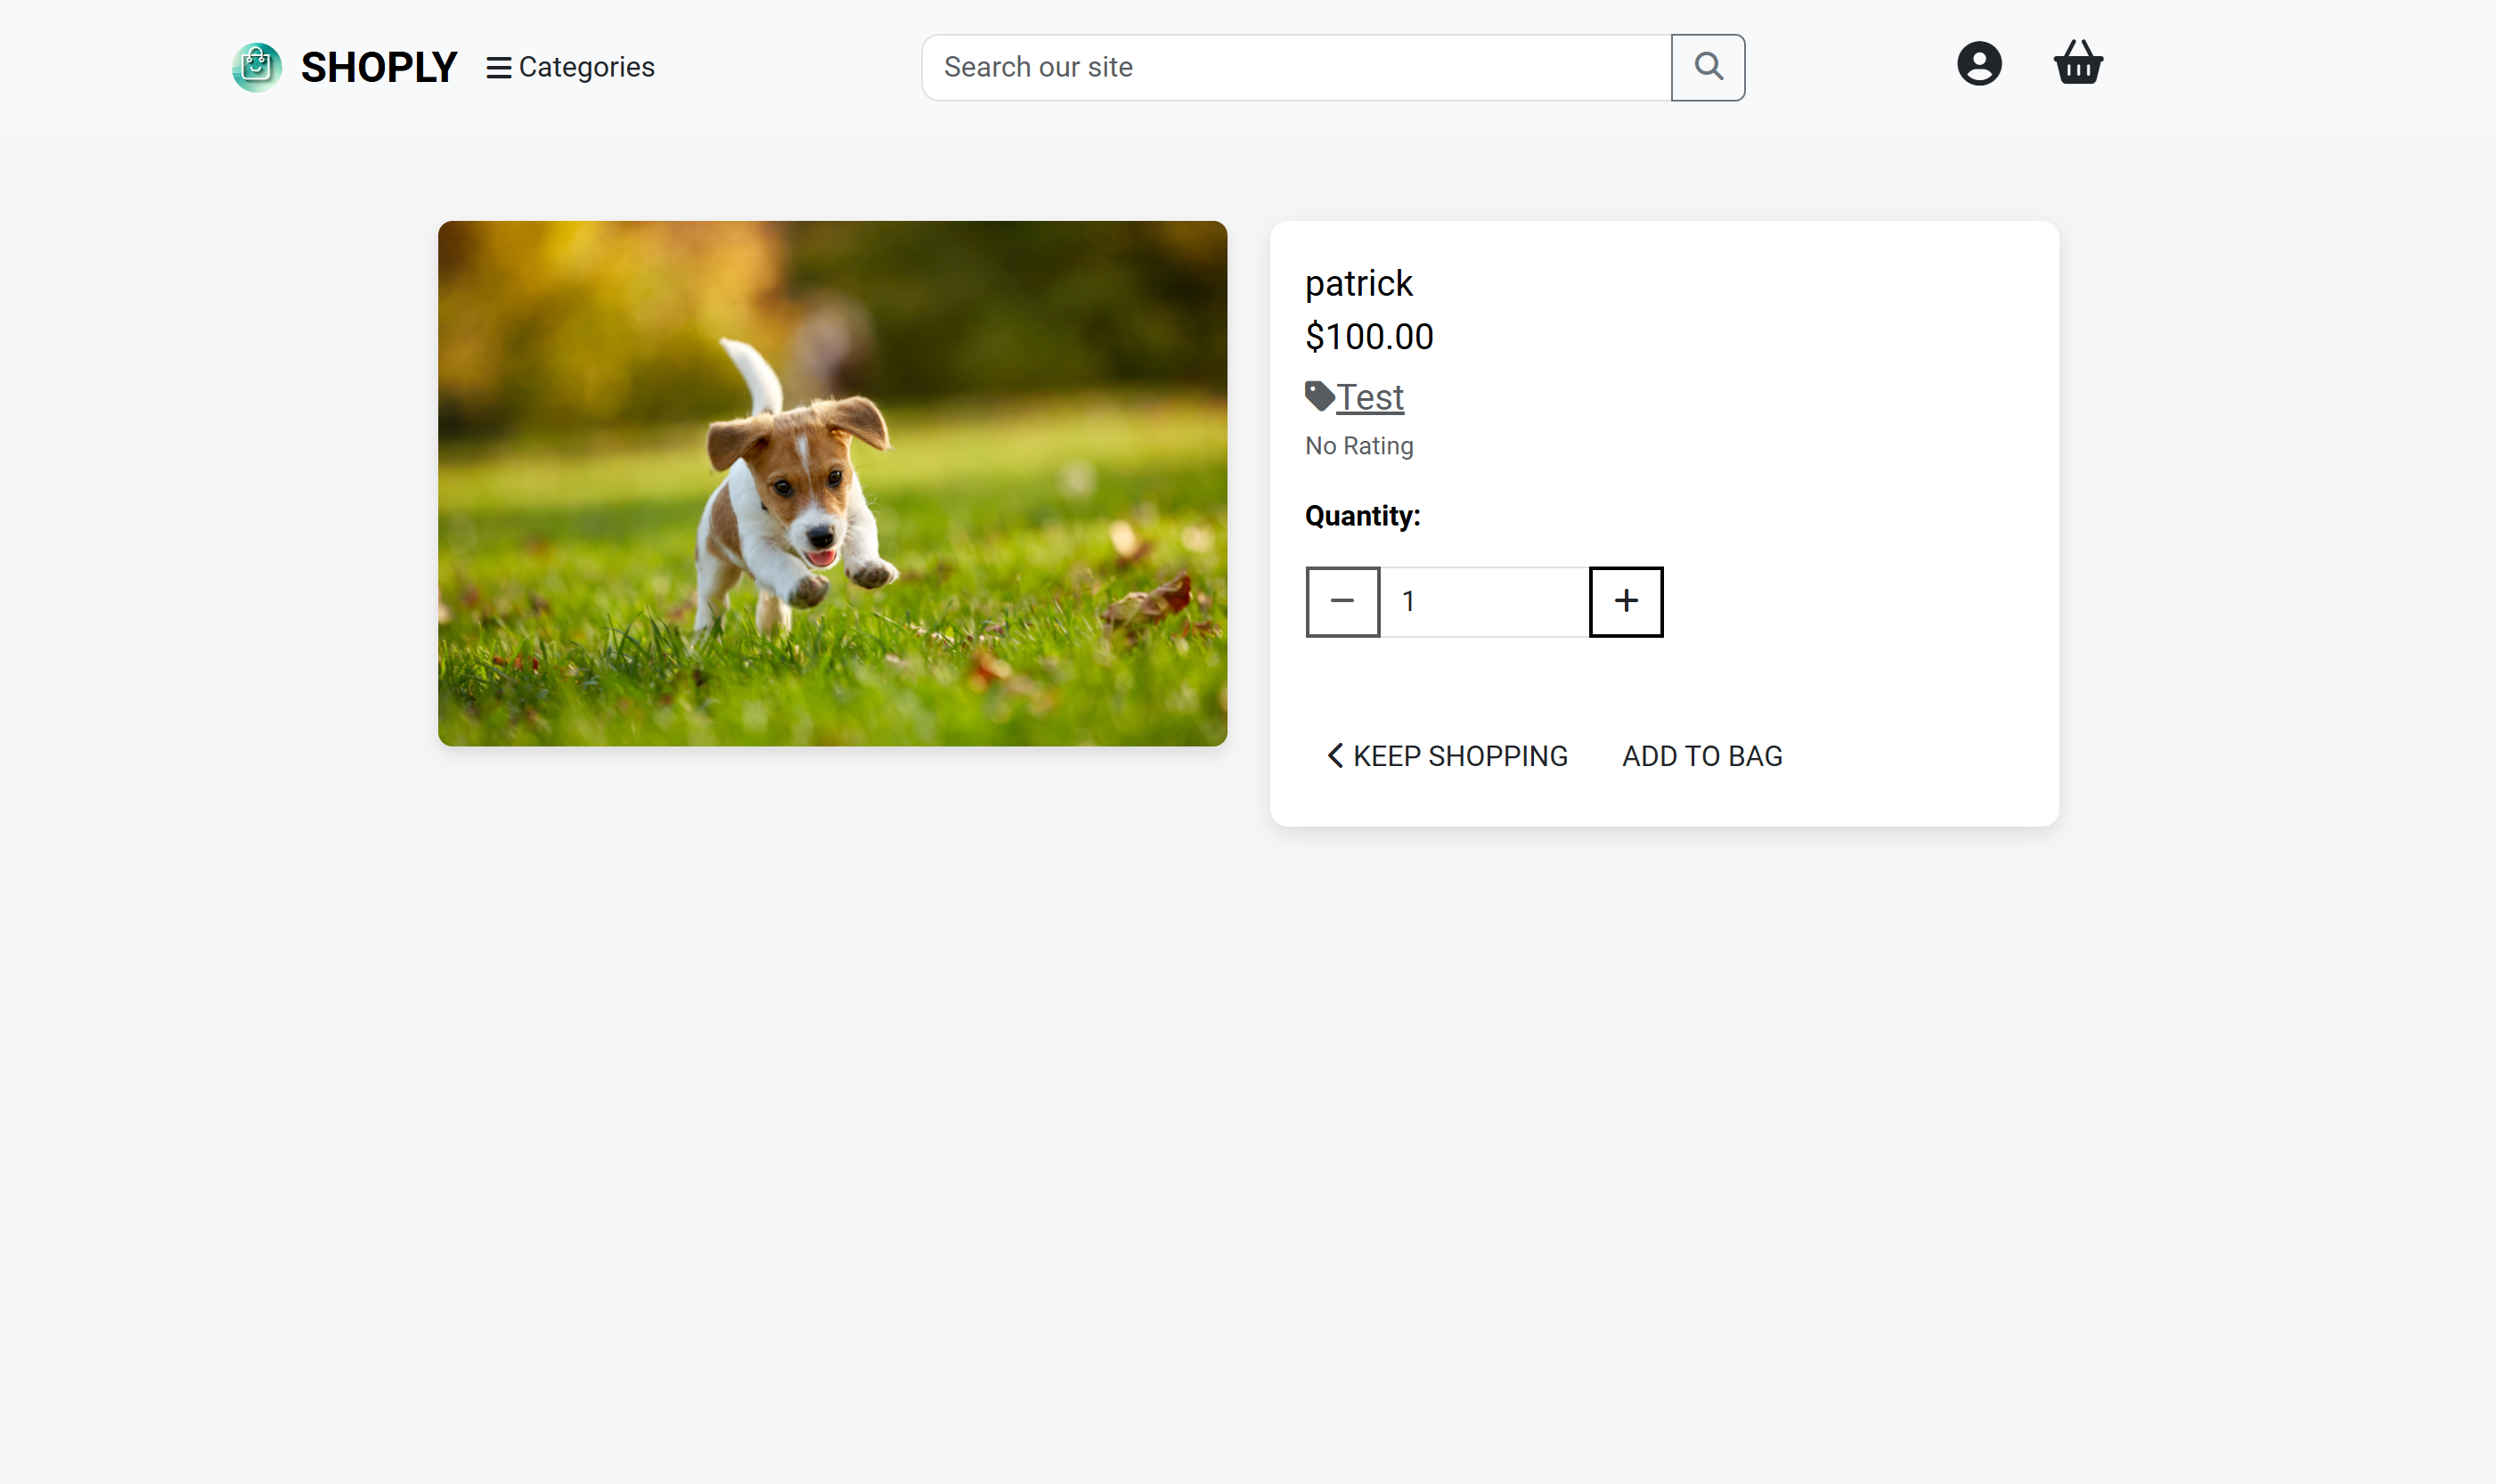 SHOPLY
Categories
Search our site
patrick
$100.00
Test
No Rating
Quantity:
1
KEEP SHOPPING
ADD TO BAG